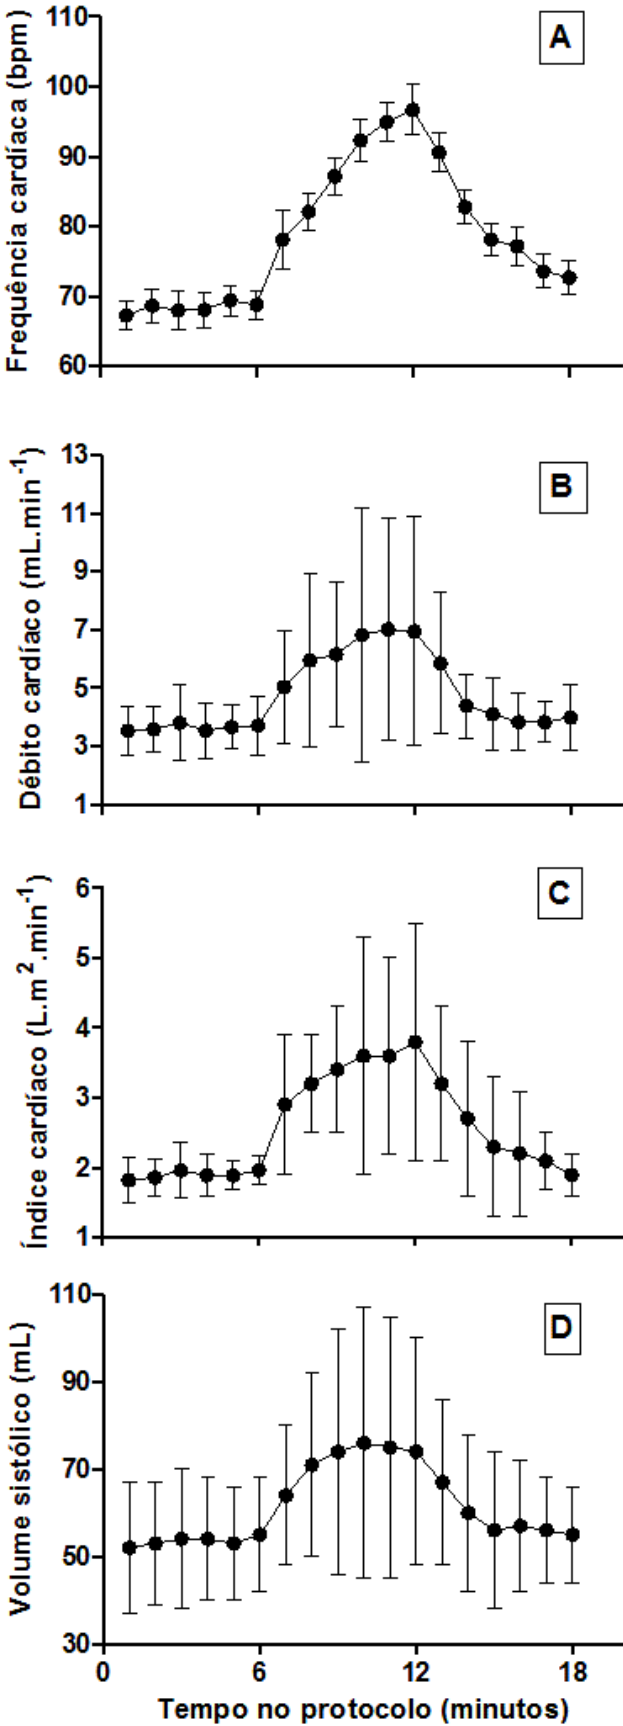 A
Frequência cardíaca (bpm)
110
100
90
80
70
60
B
Débito cardíaco (mL.min-1)
13
11
9
7
5
3
1
C
Índice cardíaco (L.m2.min-1)
6
5
4
3
2
1
D
Volume sistólico (mL)
110
90
70
50
30
0 6 12 18
Tempo no protocolo (minutos)